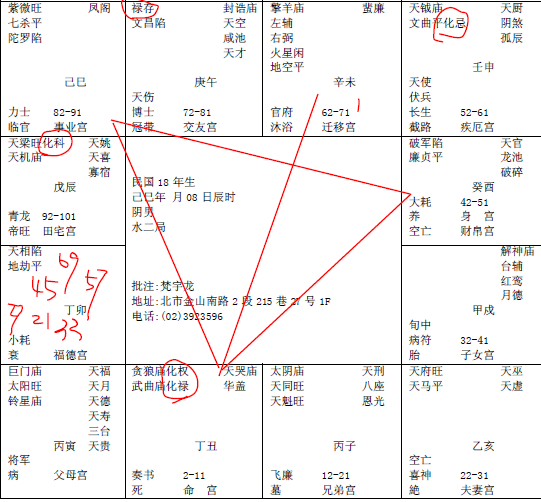 紫微旺 凤阁
七杀平
陀罗陷
己巳
力士 82-91
临官 事业宫
禄存 封诰庙
文昌陷 天空
咸池
天才
庚午
天伤
博士 72-81
冠带 交友宫
擎羊庙 蜚廉
左辅
右弼
火星闲
地空平
辛未
官府 62-71
沐浴 迁移宫
天钺庙 天厨
文曲平化忌 阴煞
孤辰
壬申
天使
伏兵
长生 52-61
截路 疾厄宫
天梁旺化科 天姚
天机庙 天喜
寡宿
戊辰
青龙 92-101
帝旺 田宅宫
民国 18 年生
己巳年 月 08 日辰时
阴男
水二局
批注:梵宇龙
地址:北市金山南路 2 段 215 巷 27 号 1F
电话:(02)3923596
破军陷 天官
廉贞平 龙池
破碎
癸酉
大耗 42-51
养 身 宫
空亡 财帛宫
天相陷
地劫平
69
45 57
丁卯
9 21 33
小耗
衰 福德宫
解神庙
台辅
红鸾
月德
甲戌
旬中
病符 32-41
胎 子女宫
巨门庙 天福
太阳旺 天月
铃星庙 天德
天寿
三台
丙寅 天贵
将军
病 父母宫
贪狼庙化权 天哭庙
武曲庙化禄 华盖
丁丑
奏书 2-11
死 命 宫
太阴庙 天刑
天同旺 八座
天魁旺 恩光
丙子
飞廉 12-21
墓 兄弟宫
天府旺 天巫
天马平 天虚
乙亥
空亡
喜神 22-31
絶 夫妻宫